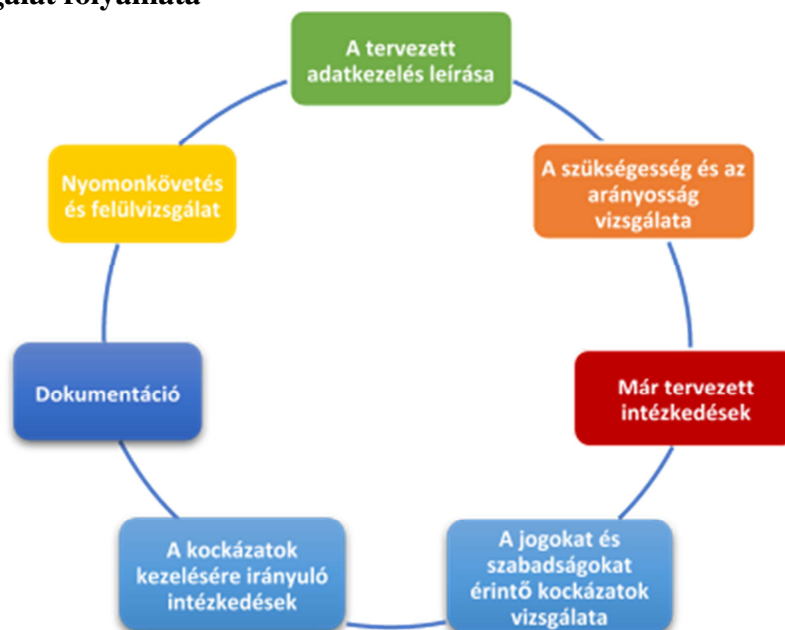 folyamata
A tervezett
adatkezelés leírása
A szükségesség és az
arányosság
vizsgálata
Már tervezett
intézkedések
A jogokat és
szabadságokat
érintő kockázatok
vizsgálata
A kockázatok
kezelésére irányuló
intézkedések
Dokumentáció
Nyomonkövetés
és felülvizsgálat